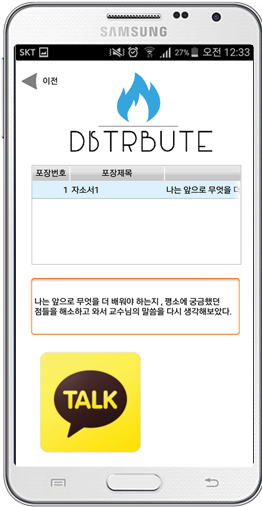 SAMSUNG
SKT 27% 오전 12:33
이전
DISTRBUTE
포장번호 포장제목
1 자소서1 나는 앞으로 무엇을 더
나는 앞으로 무엇을 더 배워야 하는지 , 평소에 궁금했던
점들을 해소하고 와서 교수님의 말씀을 다시 생각해보았다.
TALK